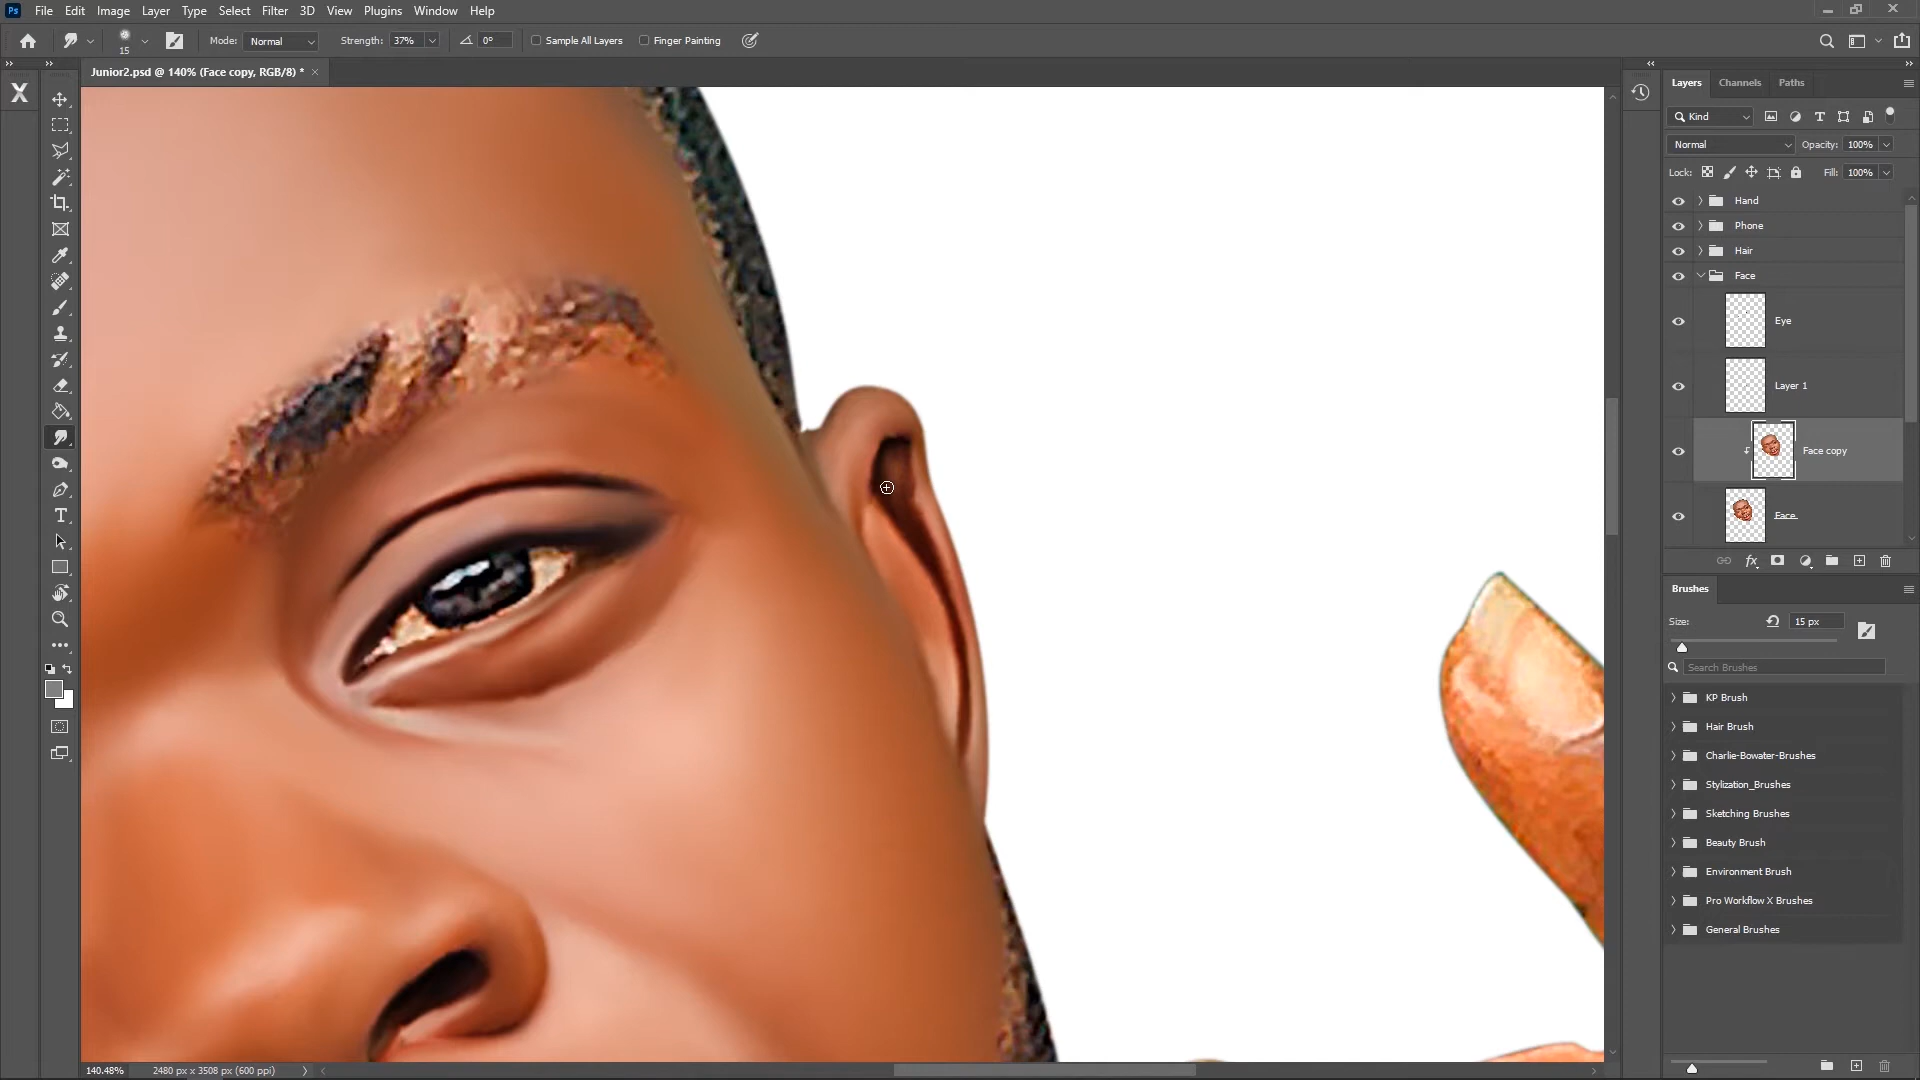 Ps File Edit Image Layer Type Select Filter 3D View Plugins Window Help
15 Mode: Normal Strength: 37% 0° Sample All Layers Finger Painting
Junior2.psd @ 140% (Face copy, RGB/8) *
X
Layers Channels Paths
Kind
Normal Opacity: 100%
Lock: Fill: 100%
Hand
Phone
Hair
Face
Eye
Layer 1
Face copy
Face
fx
Brushes
Size: 15 px
Search Brushes
KP Brush
Hair Brush
Charlie-Bowater-Brushes
Stylization_Brushes
Sketching Brushes
Beauty Brush
Environment Brush
Pro Workflow X Brushes
General Brushes
140.48% 2480 px x 3508 px (600 ppi)